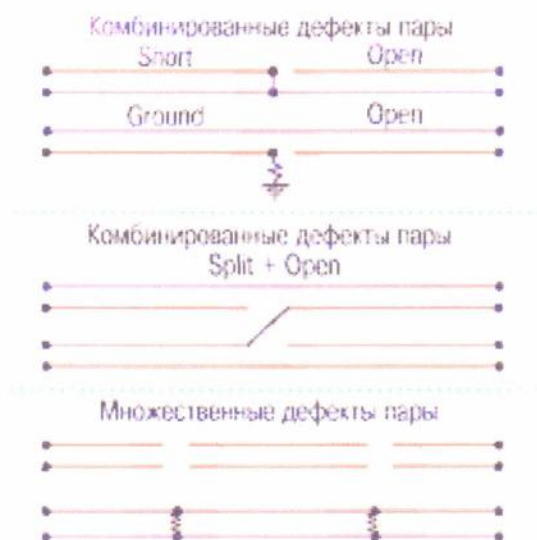 Комбинированные дефекты пары
Short Open
Ground Open
Комбинированные дефекты пары
Split + Open
Множественные дефекты пары